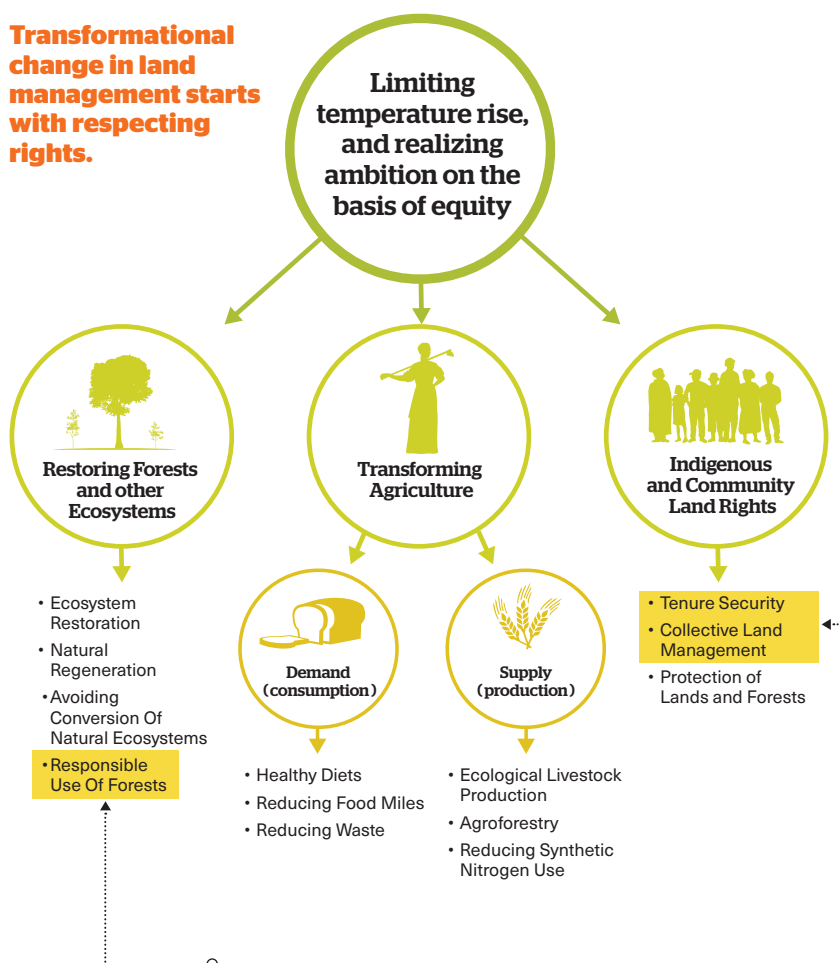 Transformational
change in land
management starts
with respecting
rights.
Limiting
temperature rise,
and realizing
ambition on the
basis of equity
Restoring Forests
and other
Ecosystems
Transforming
Agriculture
Indigenous
and Community
Land Rights
• Ecosystem
Restoration
• Natural
Regeneration
• Avoiding
Conversion Of
Natural Ecosystems
• Responsible
Use Of Forests
Demand
(consumption)
• Healthy Diets
• Reducing Food Miles
• Reducing Waste
Supply
(production)
• Ecological Livestock
Production
• Agroforestry
• Reducing Synthetic
Nitrogen Use
• Tenure Security
• Collective Land
Management
• Protection of
Lands and Forests